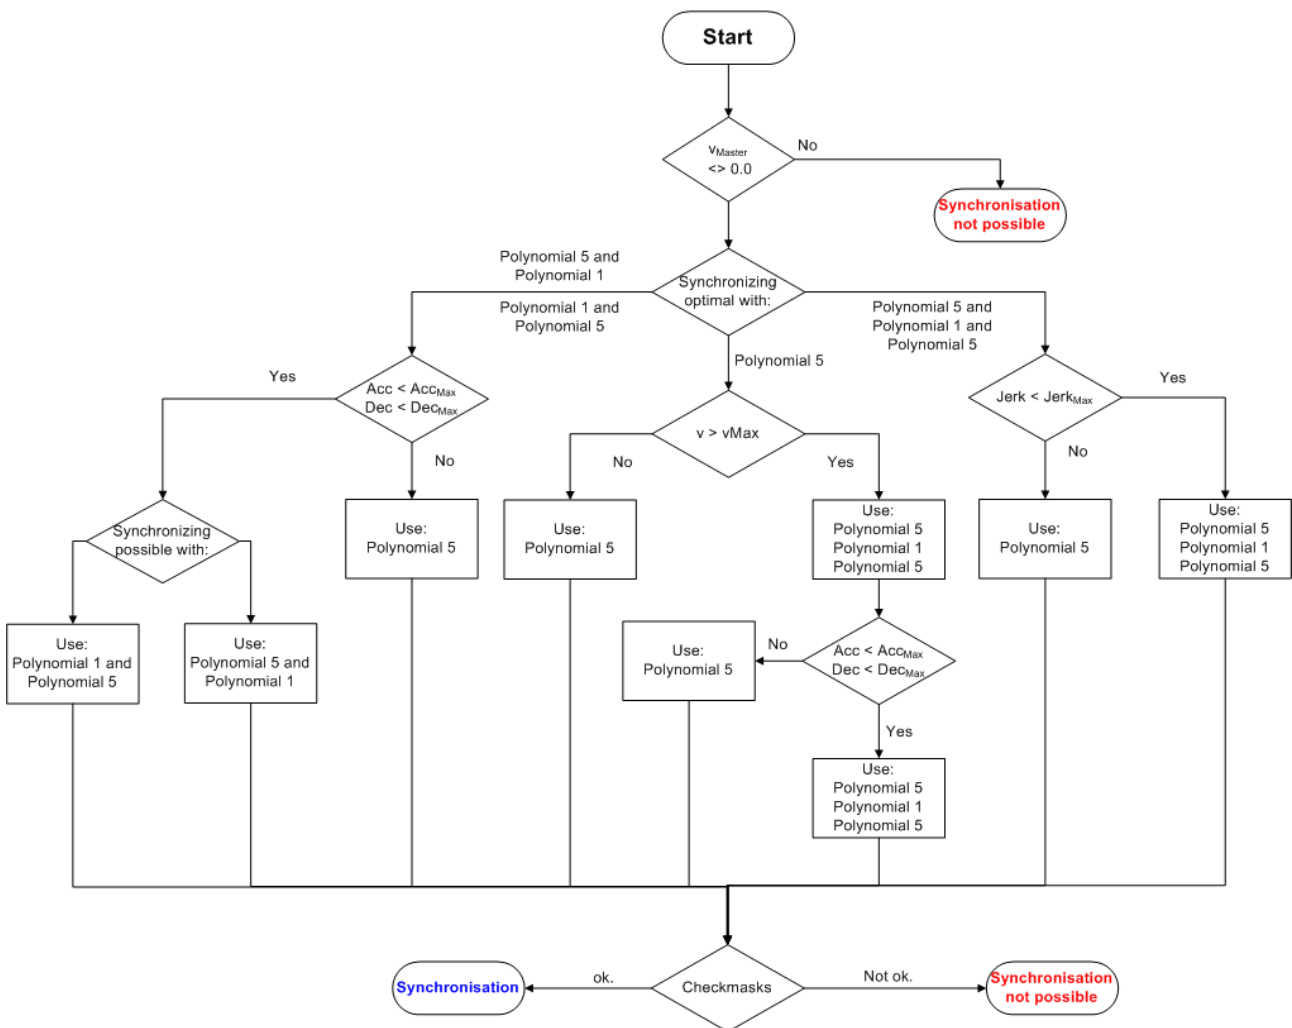 Start
vMaster
<> 0.0
No
Synchronisation
not possible
Polynomial 5 and
Polynomial 1
Polynomial 1 and
Polynomial 5
Synchronizing
optimal with:
Polynomial 5 and
Polynomial 1 and
Polynomial 5
Polynomial 5
Yes
Acc < AccMax
Dec < DecMax
No
v > vMax
No
Yes
Jerk < JerkMax
Yes
No
Synchronizing
possible with:
Use:
Polynomial 5
Use:
Polynomial 5
Use:
Polynomial 5
Polynomial 1
Polynomial 5
Use:
Polynomial 5
Use:
Polynomial 5
Polynomial 1
Polynomial 5
Use:
Polynomial 1 and
Polynomial 5
Use:
Polynomial 5 and
Polynomial 1
Use:
Polynomial 5
No
Acc < AccMax
Dec < DecMax
Yes
Use:
Polynomial 5
Polynomial 1
Polynomial 5
Synchronisation
ok.
Checkmasks
Not ok.
Synchronisation
not possible